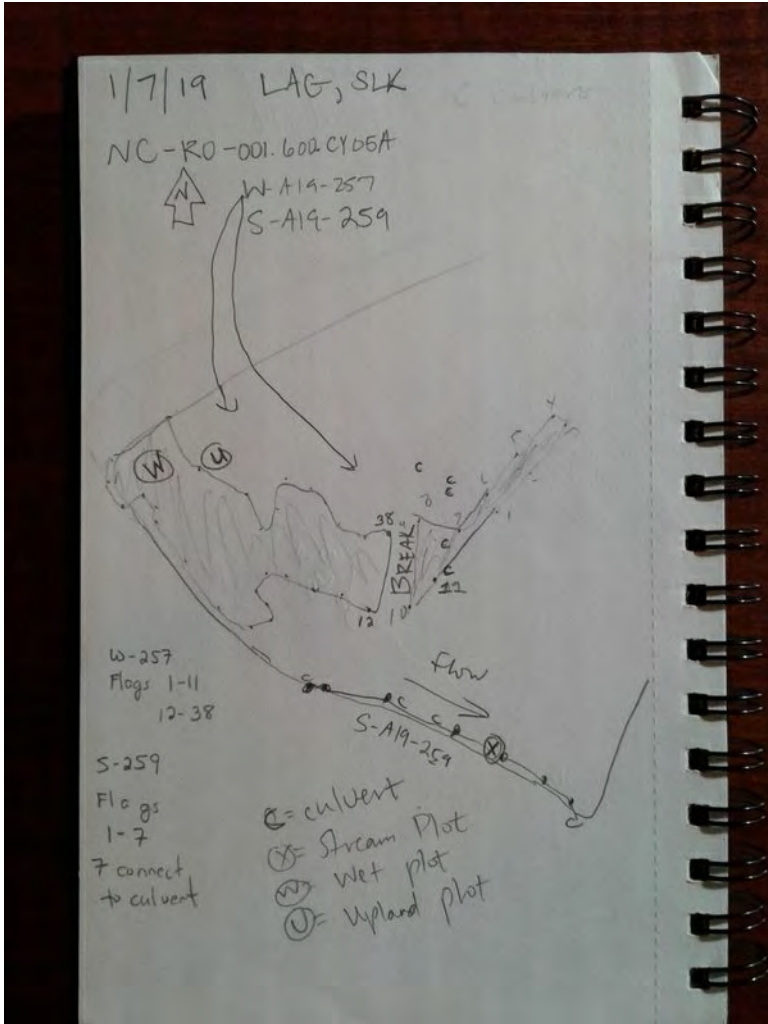 1/7/19 LAG, SLK
NC-RO-001.600.CY05A
N
W-A19-257
S-A19-259
W
U
C
C
C
38
BREAK
C
C
12
10
11
W-257
Flags 1-11
12-38
Flow
C
C
C
S-A19-259
X
C
S-259
Flags
1-7
7 connect
to culvert
C = culvert
X = Stream Plot
W = Wet plot
U = Upland plot